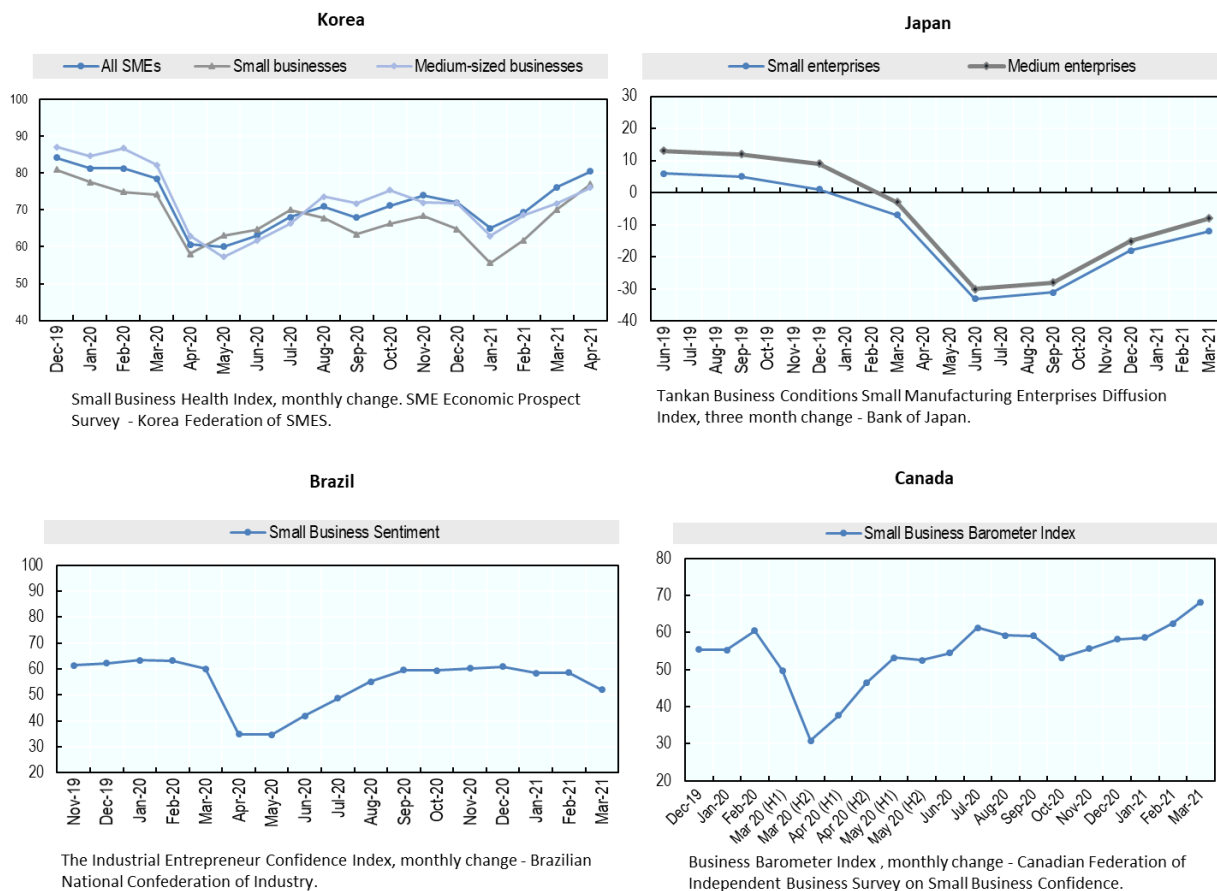 Korea
All SMEs
Small businesses
Medium-sized businesses
100
90
80
70
60
50
40
Dec-19
Jan-20
Feb-20
Mar-20
Apr-20
May-20
Jun-20
Jul-20
Aug-20
Sep-20
Oct-20
Nov-20
Dec-20
Jan-21
Feb-21
Mar-21
Apr-21
Small Business Health Index, monthly change. SME Economic Prospect
Survey - Korea Federation of SMES.
Japan
Small enterprises
Medium enterprises
30
20
10
0
-10
-20
-30
-40
Jun-19
Jul-19
Aug-19
Sep-19
Oct-19
Nov-19
Dec-19
Jan-20
Feb-20
Mar-20
Apr-20
May-20
Jun-20
Jul-20
Aug-20
Sep-20
Oct-20
Nov-20
Dec-20
Jan-21
Feb-21
Mar-21
Tankan Business Conditions Small Manufacturing Enterprises Diffusion
Index, three month change - Bank of Japan.
Brazil
Small Business Sentiment
100
90
80
70
60
50
40
30
20
Nov-19
Dec-19
Jan-20
Feb-20
Mar-20
Apr-20
May-20
Jun-20
Jul-20
Aug-20
Sep-20
Oct-20
Nov-20
Dec-20
Jan-21
Feb-21
Mar-21
The Industrial Entrepreneur Confidence Index, monthly change - Brazilian
National Confederation of Industry.
Canada
Small Business Barometer Index
80
70
60
50
40
30
20
Dec-19
Jan-20
Feb-20
Mar 20 (H1)
Mar 20 (H2)
Apr 20 (H1)
Apr 20 (H2)
May 20 (H1)
May 20 (H2)
Jun-20
Jul-20
Aug-20
Sep-20
Oct-20
Nov-20
Dec-20
Jan-21
Feb-21
Mar-21
Business Barometer Index , monthly change - Canadian Federation of
Independent Business Survey on Small Business Confidence.